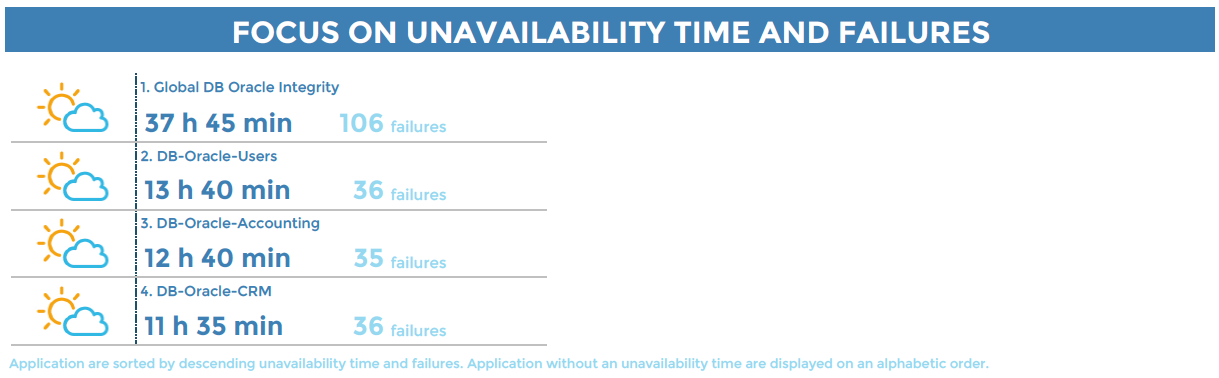 FOCUS ON UNAVAILABILITY TIME AND FAILURES
1. Global DB Oracle Integrity
37 h 45 min 106 failures
2. DB-Oracle-Users
13 h 40 min 36 failures
3. DB-Oracle-Accounting
12 h 40 min 35 failures
4. DB-Oracle-CRM
11 h 35 min 36 failures
Application are sorted by descending unavailability time and failures. Application without an unavailability time are displayed on an alphabetic order.